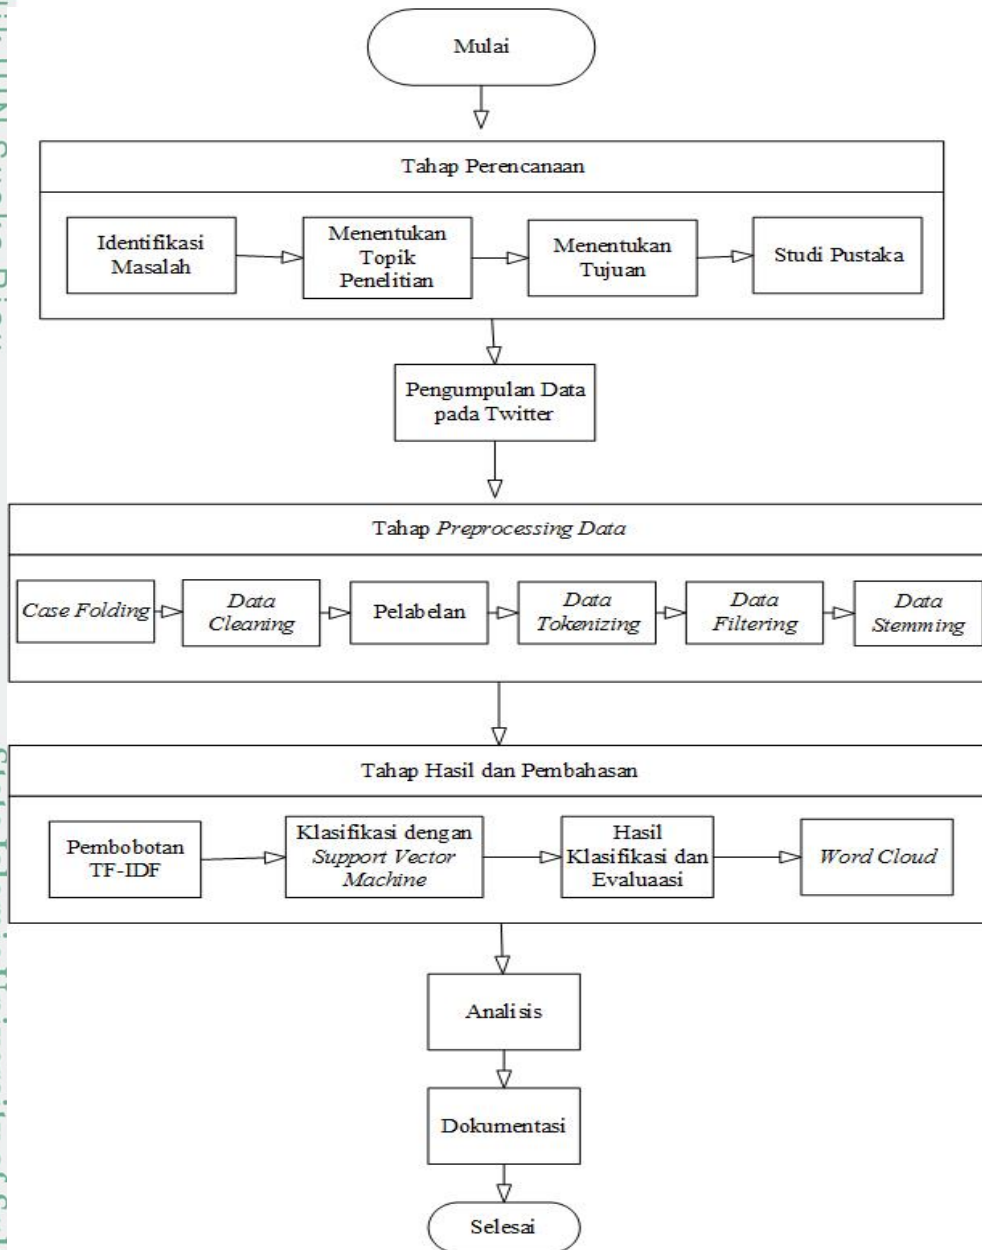 Mulai
Tahap Perencanaan
Identifikasi
Masalah
Menentukan
Topik
Penelitian
Menentukan
Tujuan
Studi Pustaka
Pengumpulan Data
pada Twitter
Tahap Preprocessing Data
Case Folding
Data
Cleaning
Pelabelan
Data
Tokenizing
Data
Filtering
Data
Stemming
Tahap Hasil dan Pembahasan
Pembobotan
TF-IDF
Klasifikasi dengan
Support Vector
Machine
Hasil
Klasifikasi dan
Evaluaasi
Word Cloud
Analisis
Dokumentasi
Selesai